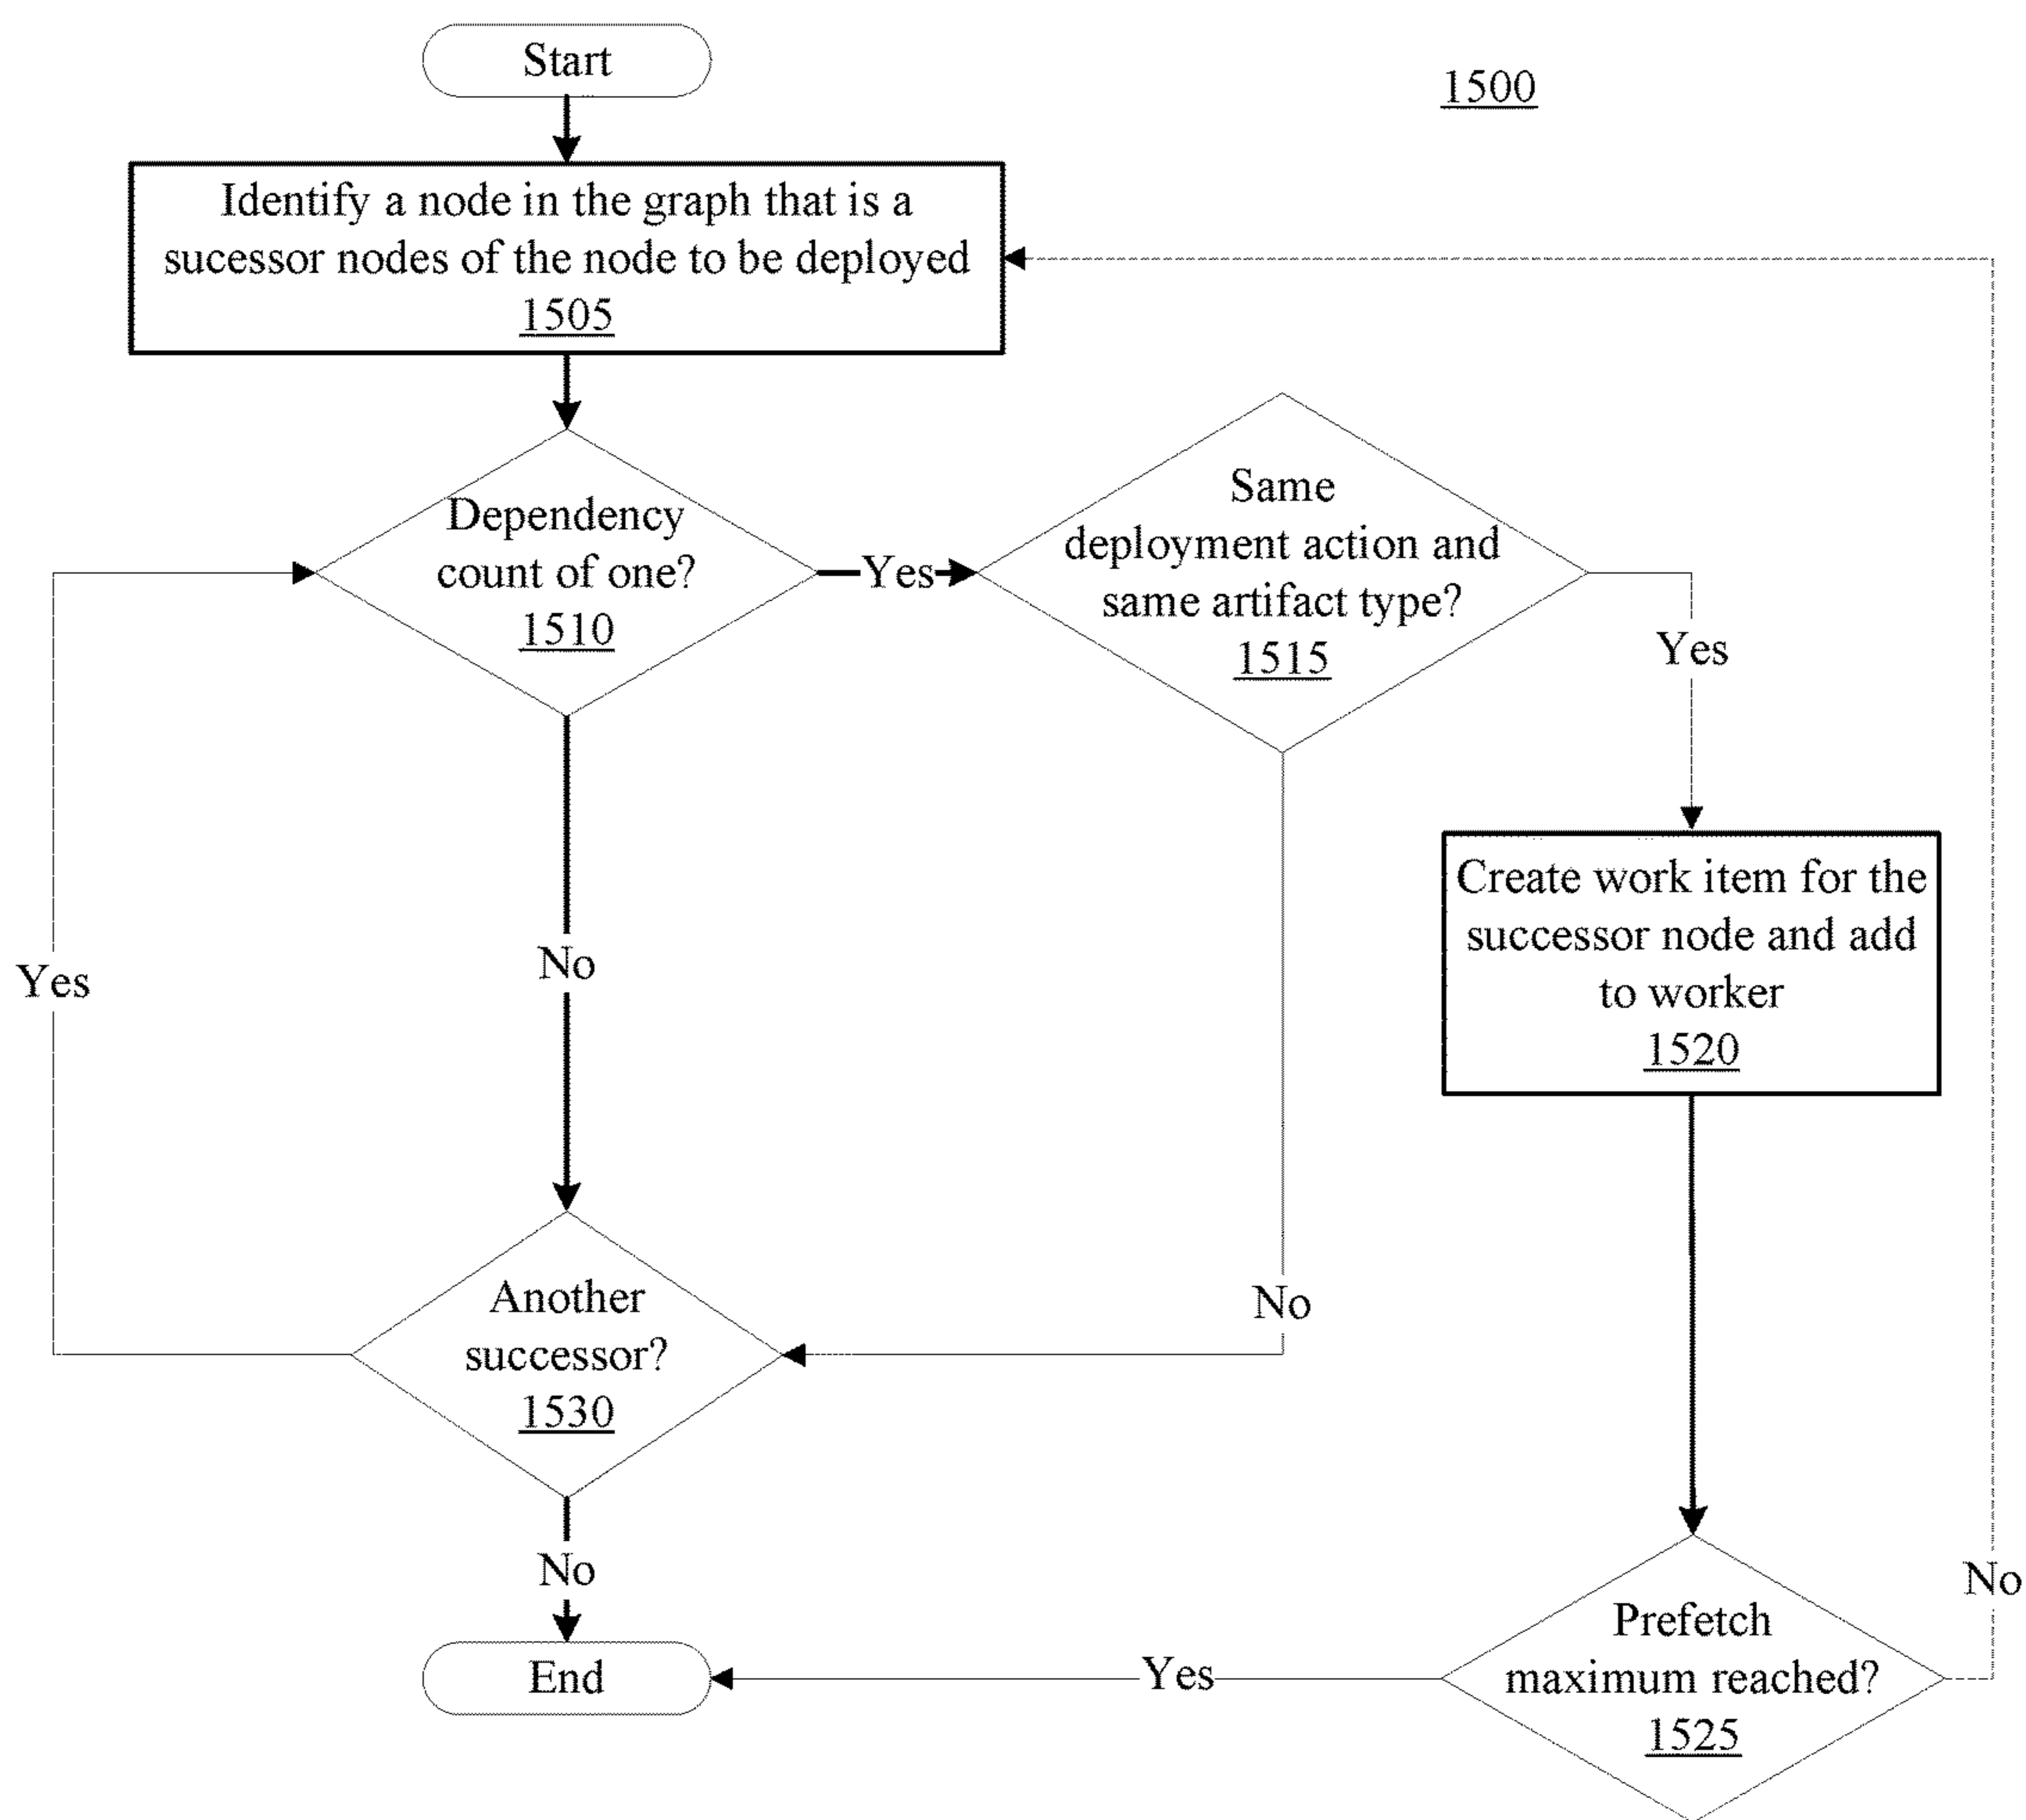 Start
1500
Identify a node in the graph that is a
sucessor nodes of the node to be deployed
1505
Dependency
count of one?
1510
Yes
Same
deployment action and
same artifact type?
1515
Yes
Create work item for the
successor node and add
to worker
1520
No
Yes
Another
successor?
1530
No
No
End
Yes
Prefetch
maximum reached?
1525
No